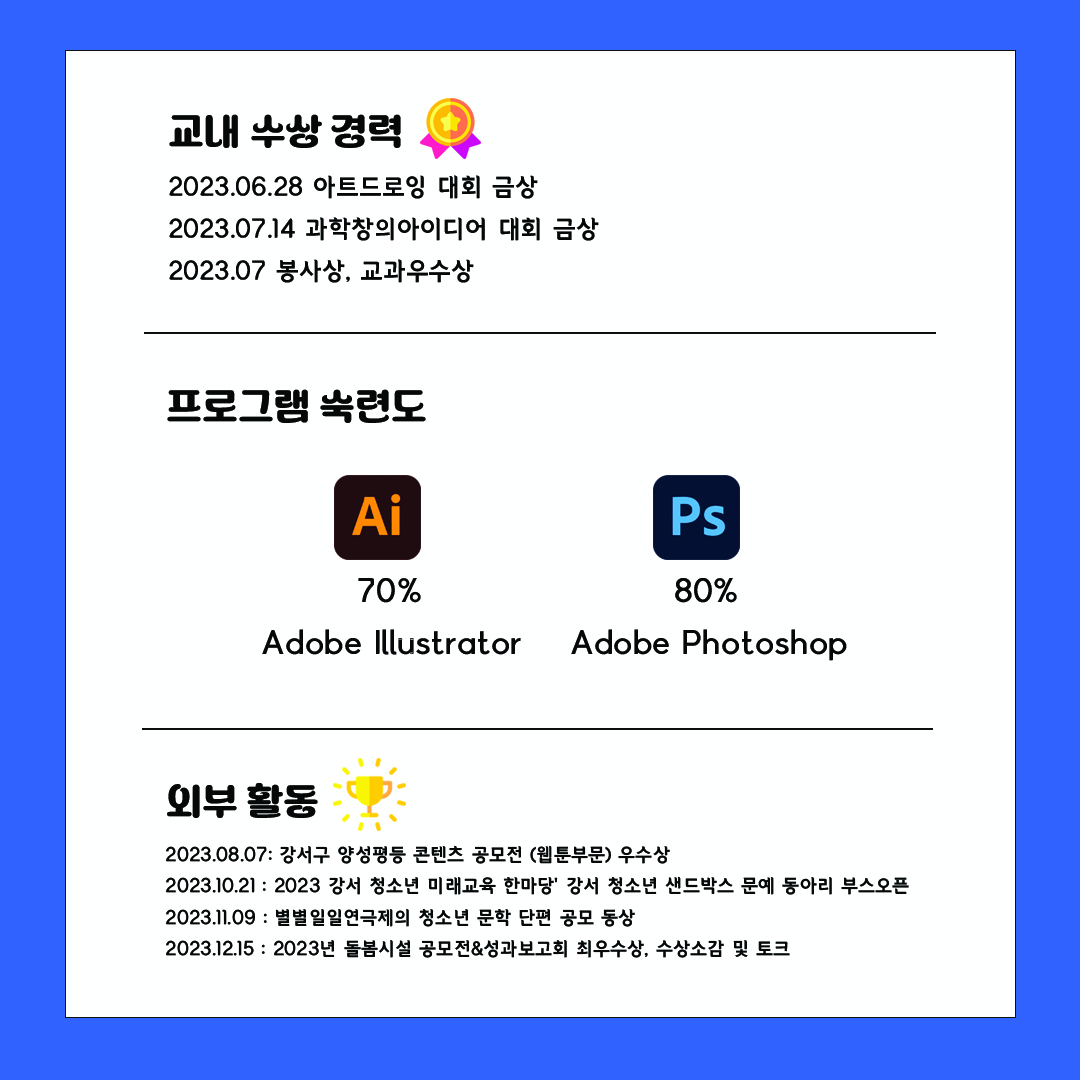 교내 수상 경력
2023.06.28 아트드로잉 대회 금상
2023.07.14 과학창의아이디어 대회 금상
2023.07 봉사상, 교과우수상
프로그램 숙련도
Ai Ps
70% 80%
Adobe Illustrator Adobe Photoshop
외부 활동
2023.08.07: 강서구 양성평등 콘텐츠 공모전 (웹툰부문) 우수상
2023.10.21 : 2023 강서 청소년 미래교육 한마당' 강서 청소년 샌드박스 문예 동아리 부스오픈
2023.11.09 : 별별일일연극제의 청소년 문학 단편 공모 동상
2023.12.15 : 2023년 돌봄시설 공모전&성과보고회 최우수상, 수상소감 및 토크